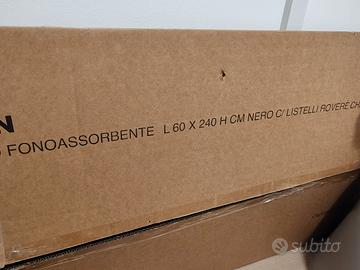 N
FONOASSORBENTE L 60 X 240 H CM NERO C/ LISTELLI ROVERE CH
subito